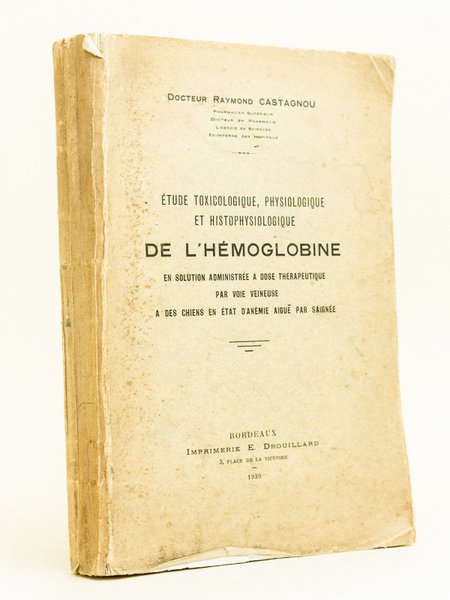 DOCTEUR RAYMOND CASTAGNOU
PHARMACIEN SUPÉRIEUR
DOCTEUR EN PHARMACIE
LICENCIÉ ÈS SCIENCES
EX-INTERNE DES HOPITAUX
ÉTUDE TOXICOLOGIQUE, PHYSIOLOGIQUE
ET HISTOPHYSIOLOGIQUE
DE L'HÉMOGLOBINE
EN SOLUTION ADMINISTRÉE A DOSE THÉRAPEUTIQUE
PAR VOIE VEINEUSE
A DES CHIENS EN ÉTAT D'ANÉMIE AIGUË PAR SAIGNÉE
BORDEAUX
IMPRIMERIE E. DROUILLARD
3, PLACE DE LA VICTOIRE
1939